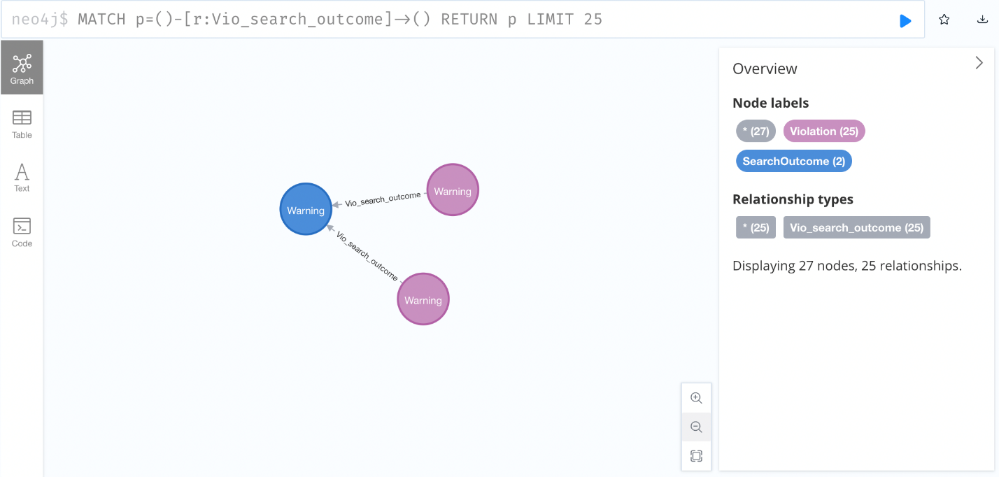 neo4j$ MATCH p=()-[r:Vio_search_outcome]->() RETURN p LIMIT 25
Graph
Table
Text
Code
Warning
Vio_search_outcome
Warning
Vio_search_outcome
Warning
Overview
Node labels
* (27) Violation (25)
SearchOutcome (2)
Relationship types
* (25) Vio_search_outcome (25)
Displaying 27 nodes, 25 relationships.